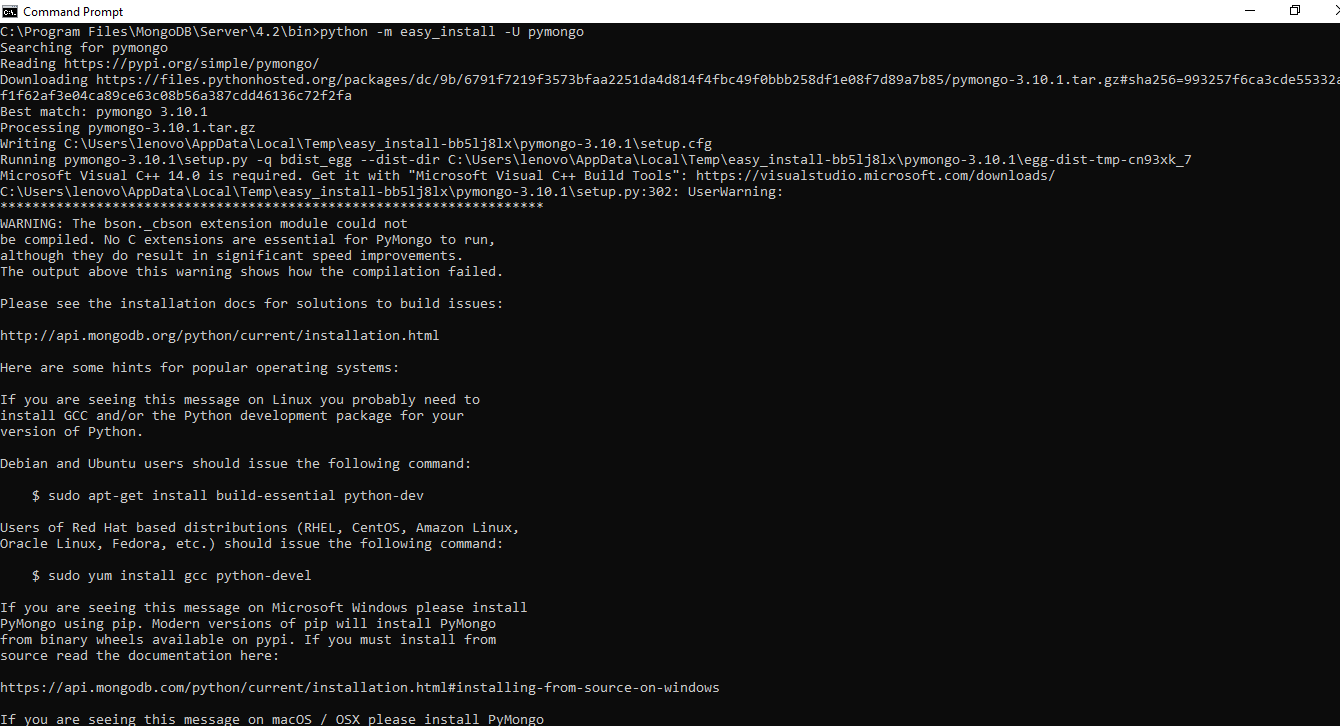 Command Prompt
C:\Program Files\MongoDB\Server\4.2\bin>python -m easy_install -U pymongo
Searching for pymongo
Reading https://pypi.org/simple/pymongo/
Downloading https://files.pythonhosted.org/packages/dc/9b/6791f7219f3573bfaa2251da4d814f4fbc49f0bbb258df1e08f7d89a7b85/pymongo-3.10.1.tar.gz#sha256=993257f6ca3cde55332a
f1f62af3e04ca89ce63c08b56a387cdd46136c72f2fa
Best match: pymongo 3.10.1
Processing pymongo-3.10.1.tar.gz
Writing C:\Users\lenovo\AppData\Local\Temp\easy_install-bb5lj8lx\pymongo-3.10.1\setup.cfg
Running pymongo-3.10.1\setup.py -q bdist_egg --dist-dir C:\Users\lenovo\AppData\Local\Temp\easy_install-bb5lj8lx\pymongo-3.10.1\egg-dist-tmp-cn93xk_7
Microsoft Visual C++ 14.0 is required. Get it with "Microsoft Visual C++ Build Tools": https://visualstudio.microsoft.com/downloads/
C:\Users\lenovo\AppData\Local\Temp\easy_install-bb5lj8lx\pymongo-3.10.1\setup.py:302: UserWarning:
********************************************************************
WARNING: The bson._cbson extension module could not
be compiled. No C extensions are essential for PyMongo to run,
although they do result in significant speed improvements.
The output above this warning shows how the compilation failed.
Please see the installation docs for solutions to build issues:
http://api.mongodb.org/python/current/installation.html
Here are some hints for popular operating systems:
If you are seeing this message on Linux you probably need to
install GCC and/or the Python development package for your
version of Python.
Debian and Ubuntu users should issue the following command:
$ sudo apt-get install build-essential python-dev
Users of Red Hat based distributions (RHEL, CentOS, Amazon Linux,
Oracle Linux, Fedora, etc.) should issue the following command:
$ sudo yum install gcc python-devel
If you are seeing this message on Microsoft Windows please install
PyMongo using pip. Modern versions of pip will install PyMongo
from binary wheels available on pypi. If you must install from
source read the documentation here:
https://api.mongodb.com/python/current/installation.html#installing-from-source-on-windows
If you are seeing this message on macOS / OSX please install PyMongo